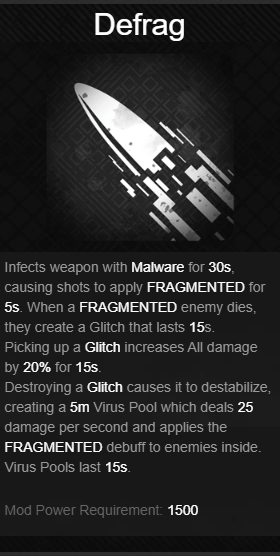 Defrag
Infects weapon with Malware for 30s,
causing shots to apply FRAGMENTED for
5s. When a FRAGMENTED enemy dies,
they create a Glitch that lasts 15s.
Picking up a Glitch increases All damage
by 20% for 15s.
Destroying a Glitch causes it to destabilize,
creating a 5m Virus Pool which deals 25
damage per second and applies the
FRAGMENTED debuff to enemies inside.
Virus Pools last 15s.
Mod Power Requirement: 1500